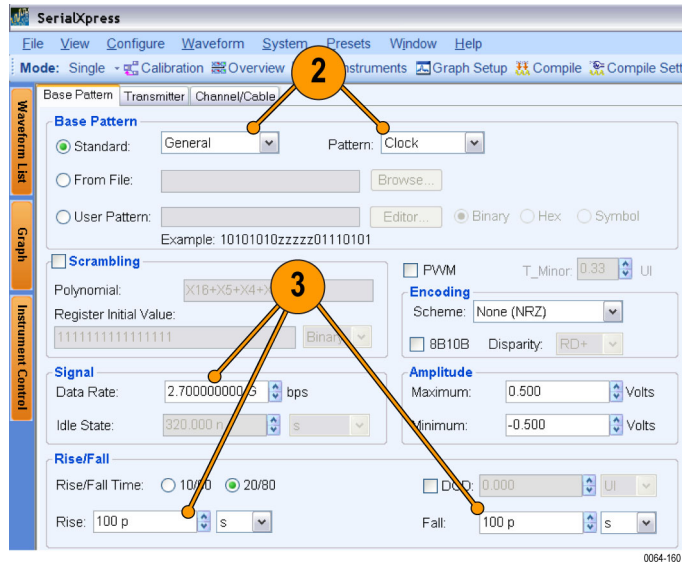 SerialXpress
File View Configure Waveform System Presets Window Help
Mode: Single Calibration Overview Instruments Graph Setup Compile Compile Sett
2
Base Pattern Transmitter Channel/Cable
Waveform List
Graph
Instrument Control
Base Pattern
Standard: General Pattern: Clock
From File: Browse...
User Pattern: Editor... Binary Hex Symbol
Example: 10101010zzzzz01110101
Scrambling
PWM T_Minor: 0.33 UI
Polynomial: X16+X5+X4+
3
Encoding
Register Initial Value:
Scheme: None (NRZ)
1111111111111111 Binary
8B10B Disparity: RD+
Signal
Amplitude
Data Rate: 2.700000000 G bps
Maximum: 0.500 Volts
Idle State: 320.000 n s
Minimum: -0.500 Volts
Rise/Fall
Rise/Fall Time: 10/90 20/80
DCD: 0.000 UI
Rise: 100 p s
Fall: 100 p s
0064-160